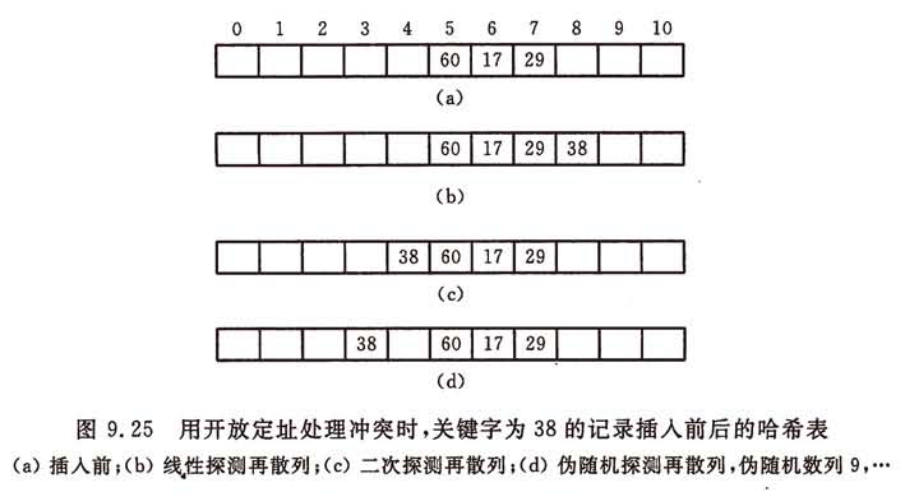 0 1 2 3 4 5 6 7 8 9 10
60 17 29
(a)
60 17 29 38
(b)
38 60 17 29
(c)
38 60 17 29
(d)
图 9.25 用开放定址处理冲突时,关键字为 38 的记录插入前后的哈希表
(a) 插入前;(b) 线性探测再散列;(c) 二次探测再散列;(d) 伪随机探测再散列,伪随机数列 9,…